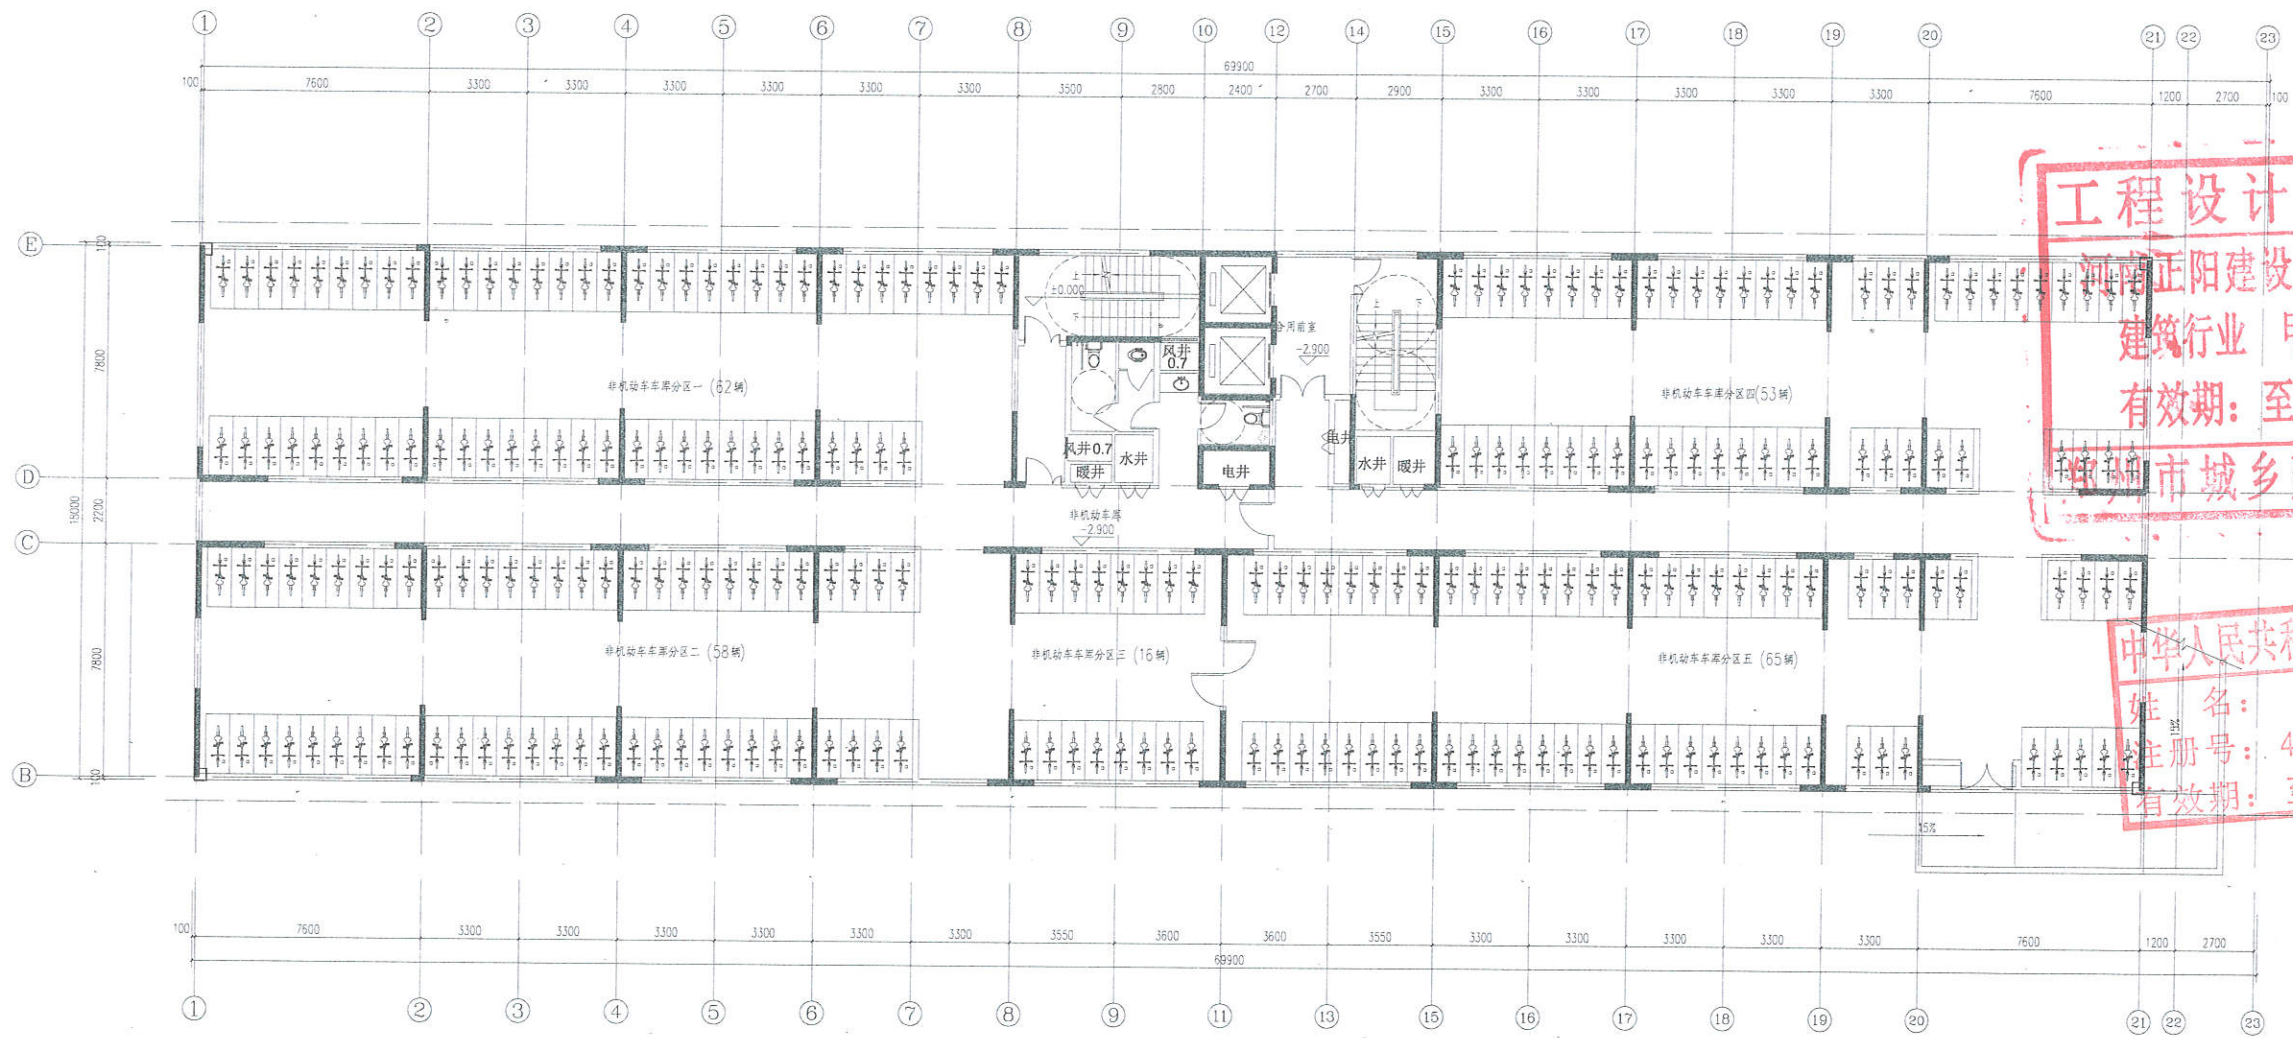 1 2 3 4 5 6 7 8 9 10 12 14 15 16 17 18 19 20 21 22 23
69900
100 7600 3300 3300 3300 3300 3300 3300 3500 2800 2400 2700 2900 3300 3300 3300 3300 3300 7600 1200 2700 100
工程设计
河南正阳建设
建筑行业
有效期：至
州市城乡
E
100
±0.000
上
下
上
下
合用前室
-2.900
风井
0.7
7800
非机动车车库分区一 (62辆)
非机动车车库分区四(53辆)
风井0.7
水井
暖井
电井
电井
水井
暖井
D
18000
2200
非机动车库
-2.900
C
7800
非机动车车库分区二 (58辆)
非机动车车库分区三 (16辆)
非机动车车库分区五 (65辆)
中华人民共和
姓 名：
注册号：4
有效期：
15%
B
100
15%
100 7600 3300 3300 3300 3300 3300 3300 3550 3600 3600 3550 3300 3300 3300 3300 3300 7600 1200 2700
69900
1 2 3 4 5 6 7 8 9 11 13 15 16 17 18 19 20 21 22 23